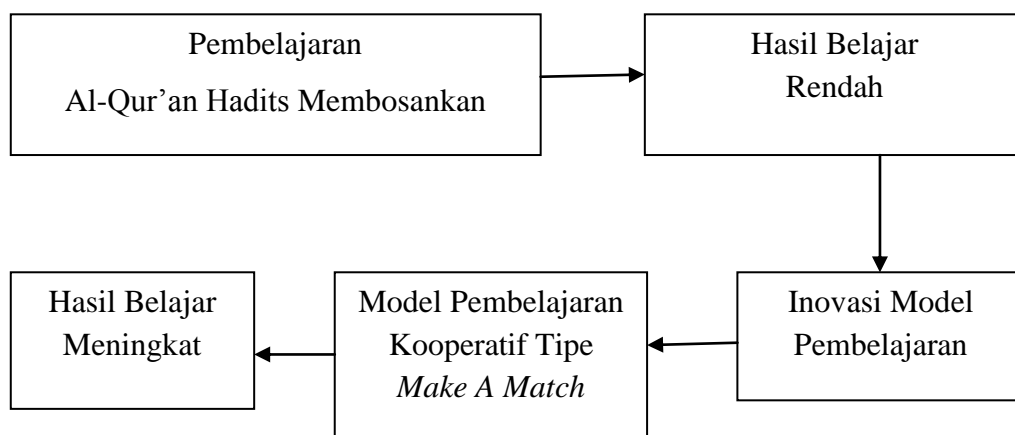 Pembelajaran
Al-Qur’an Hadits Membosankan
Hasil Belajar
Rendah
Inovasi Model
Pembelajaran
Model Pembelajaran
Kooperatif Tipe
Make A Match
Hasil Belajar
Meningkat